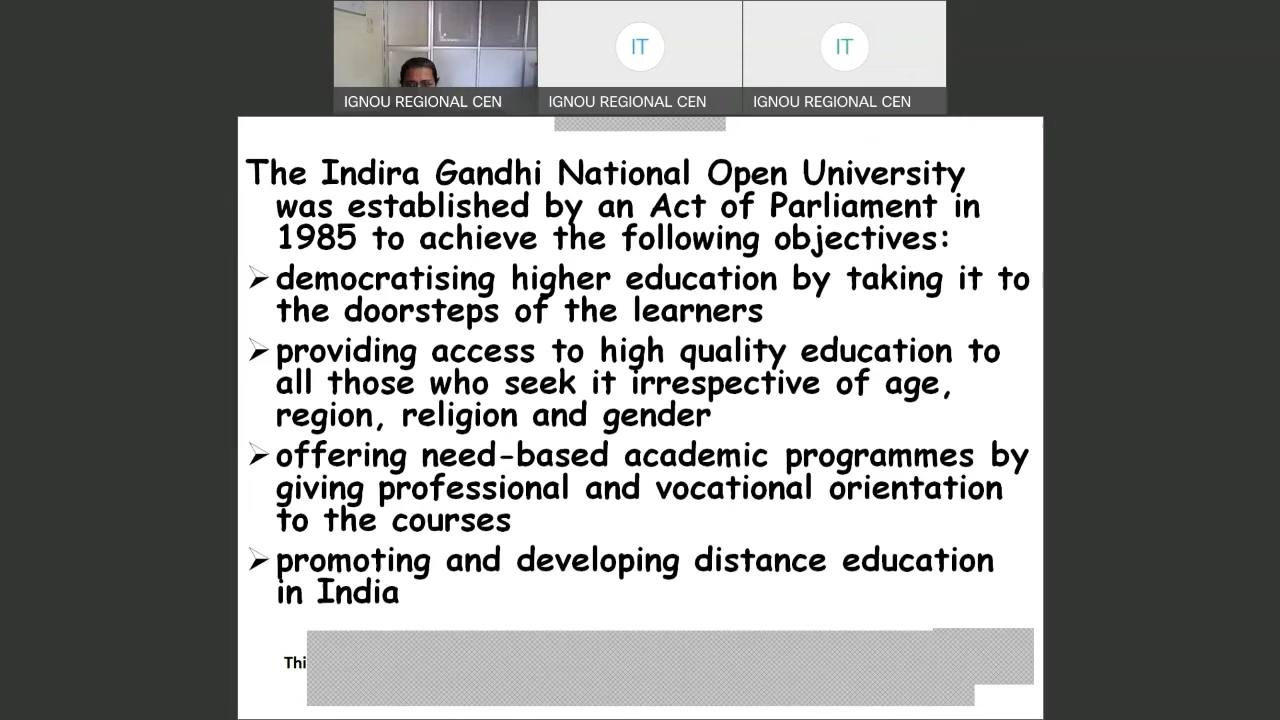 IT
IT
IGNOU REGIONAL CEN
IGNOU REGIONAL CEN
IGNOU REGIONAL CEN
The Indira Gandhi National Open University
was established by an Act of Parliament in
1985 to achieve the following objectives:
democratising higher education by taking it to
the doorsteps of the learners
providing access to high quality education to
all those who seek it irrespective of age,
region, religion and gender
offering need-based academic programmes by
giving professional and vocational orientation
to the courses
promoting and developing distance education
in India